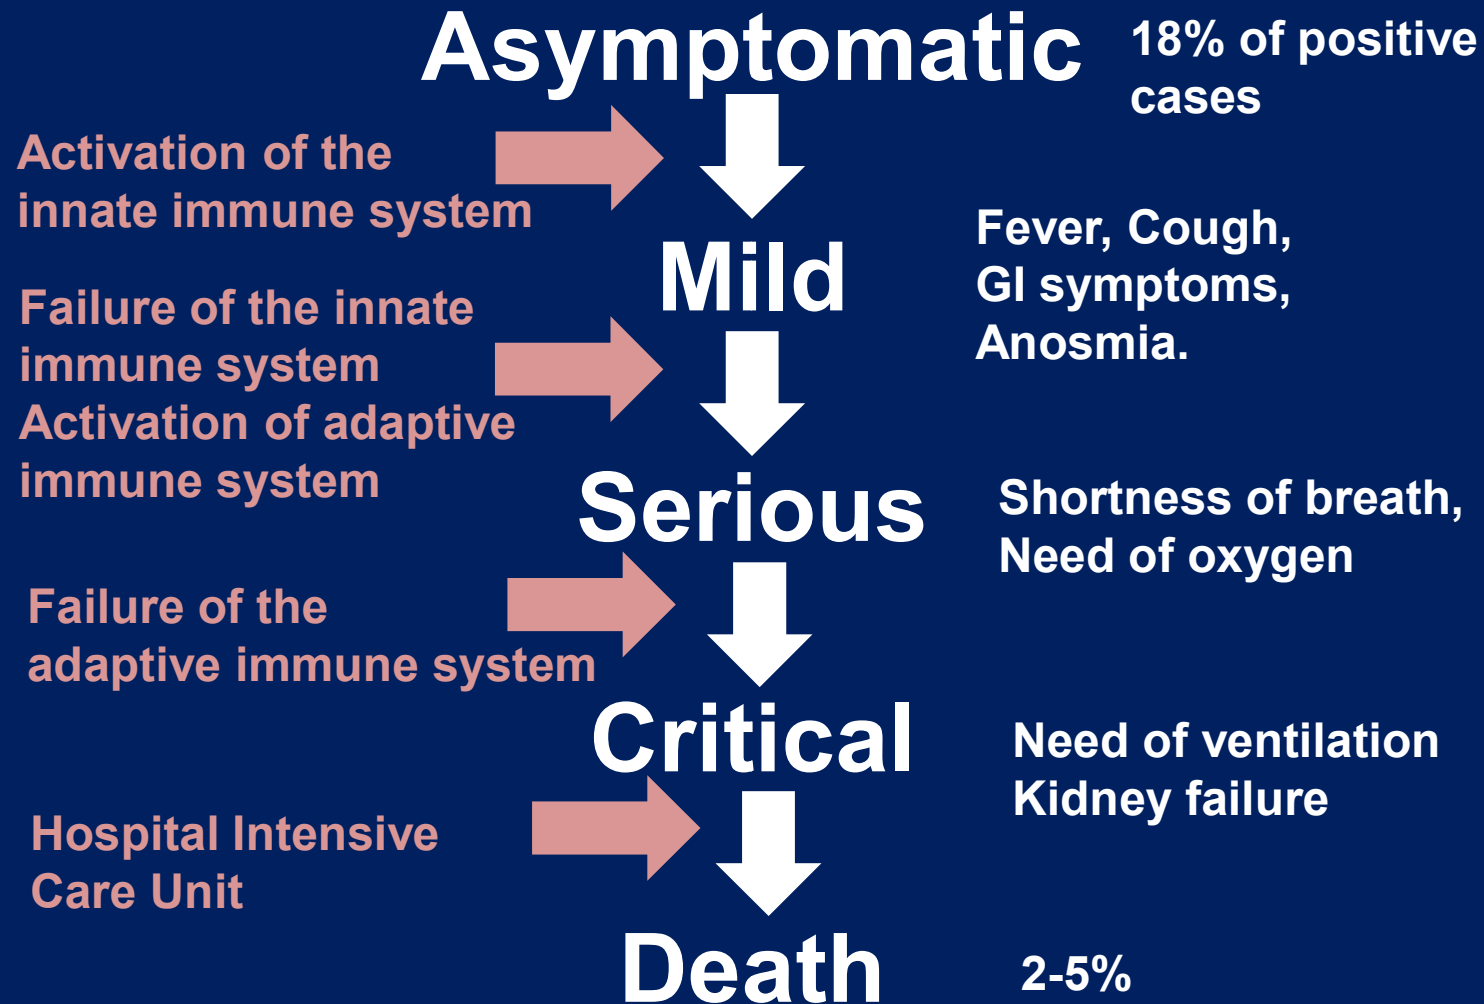 Asymptomatic
18% of positive
cases
Activation of the
innate immune system
Mild
Fever, Cough,
GI symptoms,
Anosmia.
Failure of the innate
immune system
Activation of adaptive
immune system
Serious
Shortness of breath,
Need of oxygen
Failure of the
adaptive immune system
Critical
Need of ventilation
Kidney failure
Hospital Intensive
Care Unit
Death
2-5%